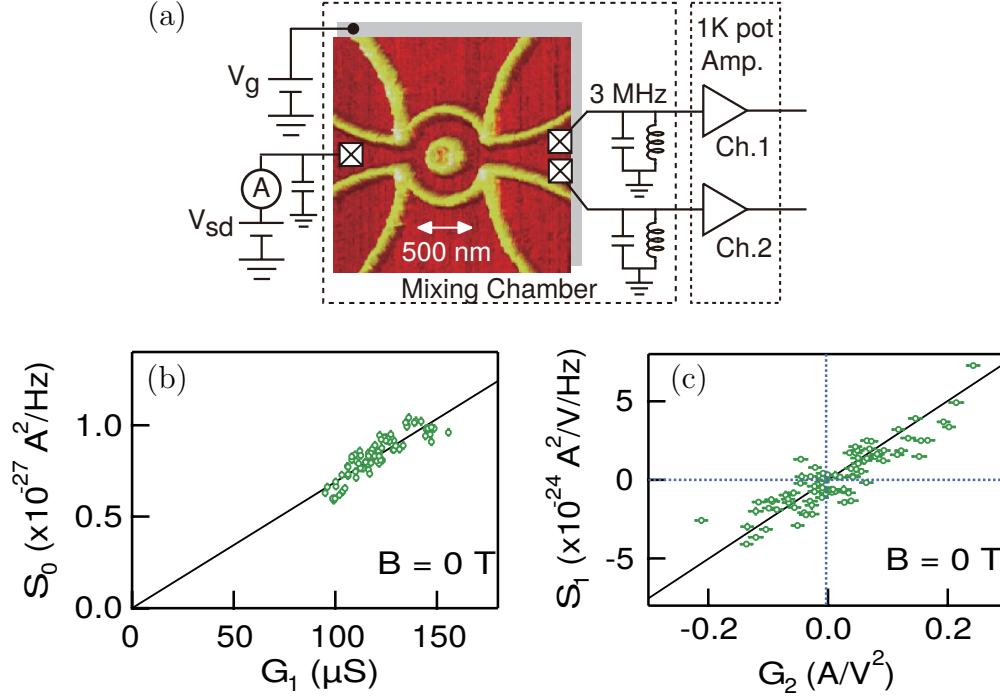 (a)
1K pot
Amp.
V_g
3 MHz
Ch.1
A
V_sd
500 nm
Ch.2
Mixing Chamber
(b)
S_0 (x10^-27 A^2/Hz)
1.0
0.5
0.0
B = 0 T
0 50 100 150
G_1 (µS)
(c)
S_1 (x10^-24 A^2/V/Hz)
5
0
-5
B = 0 T
-0.2 0.0 0.2
G_2 (A/V^2)